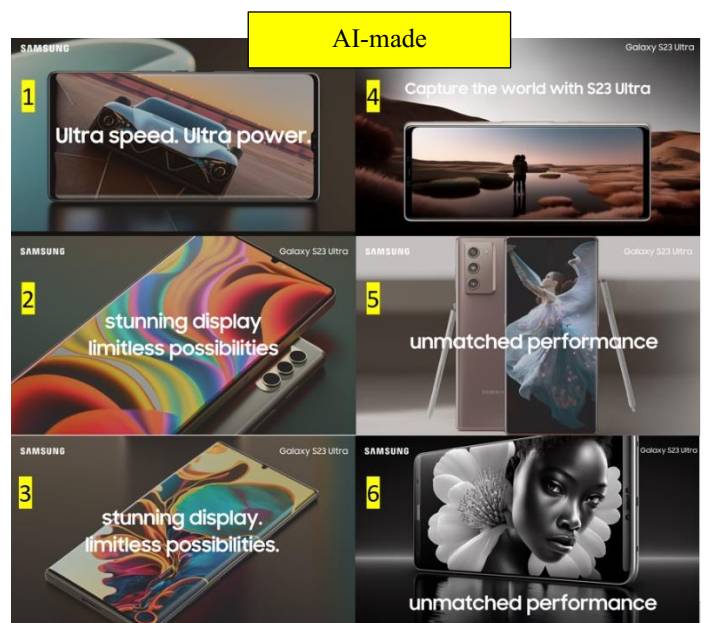 AI-made
SAMSUNG
1
Ultra speed. Ultra power.
Galaxy S23 Ultra
4
Capture the world with S23 Ultra
SAMSUNG
Galaxy S23 Ultra
2
stunning display
limitless possibilities
SAMSUNG
Galaxy S23 Ultra
5
unmatched performance
SAMSUNG
Galaxy S23 Ultra
3
stunning display.
limitless possibilities.
SAMSUNG
Galaxy S23 Ultra
6
unmatched performance